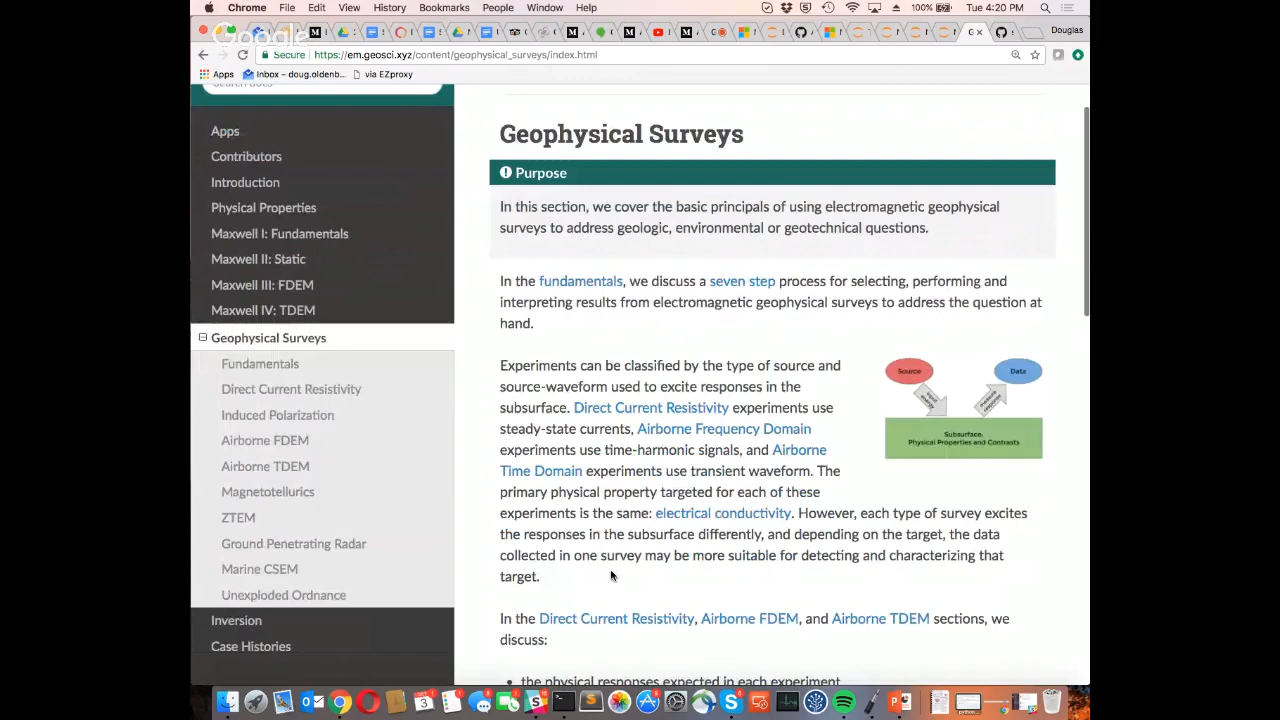 Chrome File Edit View History Bookmarks People Window Help 100% Tue 4:20 PM
Google Douglas
Secure https://em.geosci.xyz/content/geophysical_surveys/index.html
Apps Inbox – doug.oldenb... via EZproxy
Search docs
Apps
Contributors
Introduction
Physical Properties
Maxwell I: Fundamentals
Maxwell II: Static
Maxwell III: FDEM
Maxwell IV: TDEM
Geophysical Surveys
Fundamentals
Direct Current Resistivity
Induced Polarization
Airborne FDEM
Airborne TDEM
Magnetotellurics
ZTEM
Ground Penetrating Radar
Marine CSEM
Unexploded Ordnance
Inversion
Case Histories
Geophysical Surveys
Purpose
In this section, we cover the basic principals of using electromagnetic geophysical
surveys to address geologic, environmental or geotechnical questions.
In the fundamentals, we discuss a seven step process for selecting, performing and
interpreting results from electromagnetic geophysical surveys to address the question at
hand.
Experiments can be classified by the type of source and
source-waveform used to excite responses in the
subsurface. Direct Current Resistivity experiments use
steady-state currents, Airborne Frequency Domain
experiments use time-harmonic signals, and Airborne
Time Domain experiments use transient waveform. The
primary physical property targeted for each of these
experiments is the same: electrical conductivity. However, each type of survey excites
the responses in the subsurface differently, and depending on the target, the data
collected in one survey may be more suitable for detecting and characterizing that
target.
Source
Data
Subsurface:
Physical Properties and Contrasts
In the Direct Current Resistivity, Airborne FDEM, and Airborne TDEM sections, we
discuss:
the physical responses expected in each experiment